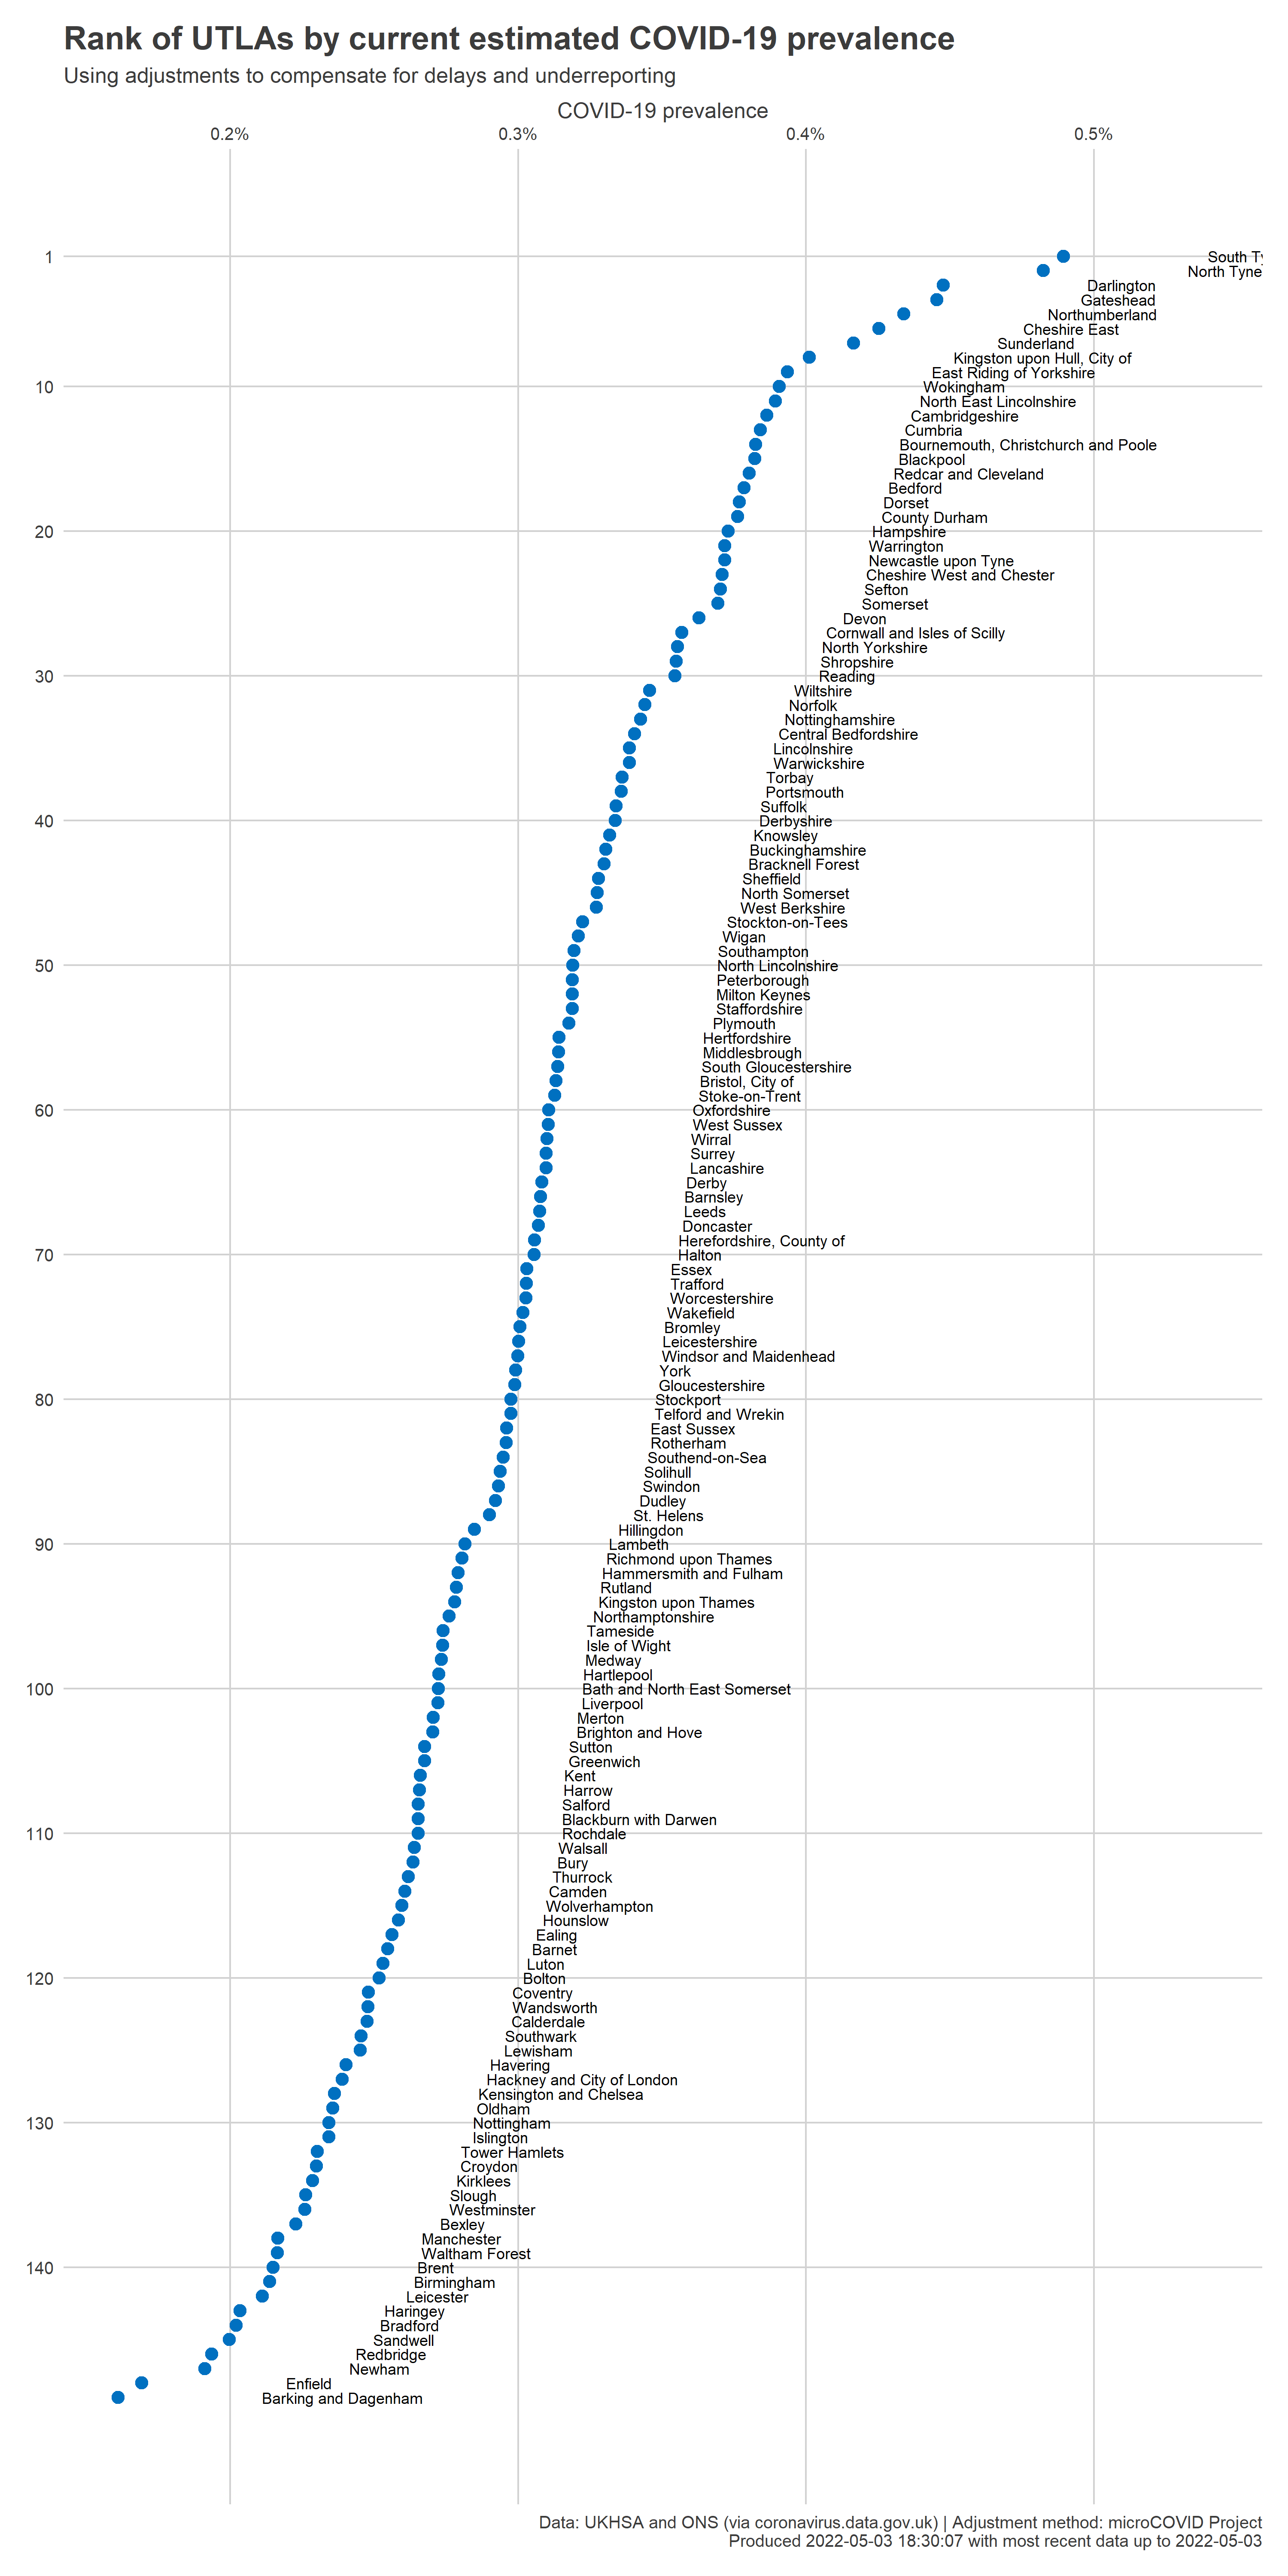 Rank of UTLAs by current estimated COVID-19 prevalence
Using adjustments to compensate for delays and underreporting
COVID-19 prevalence
0.2% 0.3% 0.4% 0.5%
1 South
North
Darlington
Gateshead
Northumberland
Cheshire East
Sunderland
Kingston upon Hull, City of
East Riding of Yorkshire
10 Wokingham
North East Lincolnshire
Cambridgeshire
Cumbria
Bournemouth, Christchurch and Poole
Blackpool
Redcar and Cleveland
Bedford
Dorset
County Durham
20 Hampshire
Warrington
Newcastle upon Tyne
Cheshire West and Chester
Sefton
Somerset
Devon
Cornwall and Isles of Scilly
North Yorkshire
Shropshire
30 Reading
Wiltshire
Norfolk
Nottinghamshire
Central Bedfordshire
Lincolnshire
Warwickshire
Torbay
Portsmouth
Suffolk
40 Derbyshire
Knowsley
Buckinghamshire
Bracknell Forest
Sheffield
North Somerset
West Berkshire
Stockton-on-Tees
Wigan
Southampton
50 North Lincolnshire
Peterborough
Milton Keynes
Staffordshire
Plymouth
Hertfordshire
Middlesbrough
South Gloucestershire
Bristol, City of
Stoke-on-Trent
60 Oxfordshire
West Sussex
Wirral
Surrey
Lancashire
Derby
Barnsley
Leeds
Doncaster
Herefordshire, County of
70 Halton
Essex
Trafford
Worcestershire
Wakefield
Bromley
Leicestershire
Windsor and Maidenhead
York
Gloucestershire
80 Stockport
Telford and Wrekin
East Sussex
Rotherham
Southend-on-Sea
Solihull
Swindon
Dudley
St. Helens
Hillingdon
90 Lambeth
Richmond upon Thames
Hammersmith and Fulham
Rutland
Kingston upon Thames
Northamptonshire
Tameside
Isle of Wight
Medway
Hartlepool
100 Bath and North East Somerset
Liverpool
Merton
Brighton and Hove
Sutton
Greenwich
Kent
Harrow
Salford
Blackburn with Darwen
110 Rochdale
Walsall
Bury
Thurrock
Camden
Wolverhampton
Hounslow
Ealing
Barnet
Luton
120 Bolton
Coventry
Wandsworth
Calderdale
Southwark
Lewisham
Havering
Hackney and City of London
Kensington and Chelsea
Oldham
130 Nottingham
Islington
Tower Hamlets
Croydon
Kirklees
Slough
Westminster
Bexley
Manchester
Waltham Forest
140 Brent
Birmingham
Leicester
Haringey
Bradford
Sandwell
Redbridge
Newham
Enfield
Barking and Dagenham
Data: UKHSA and ONS (via coronavirus.data.gov.uk) | Adjustment method: microCOVID Project
Produced 2022-05-03 18:30:07 with most recent data up to 2022-05-03